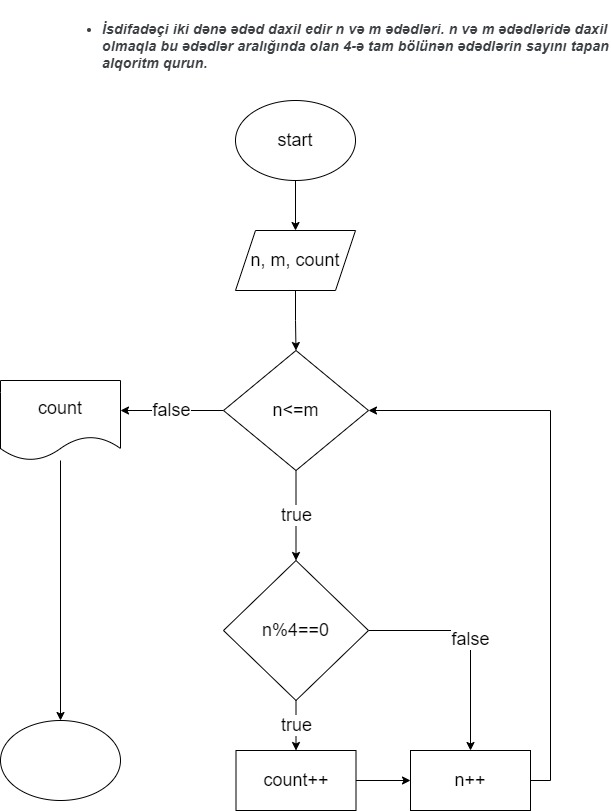 İsdifadəçi iki dənə ədəd daxil edir n və m ədədləri. n və m ədədləridə daxil
olmaqla bu ədədlər aralığında olan 4-ə tam bölünən ədədlərin sayını tapan
alqoritm qurun.
start
n, m, count
count
false
n<=m
true
n%4==0
false
true
count++
n++